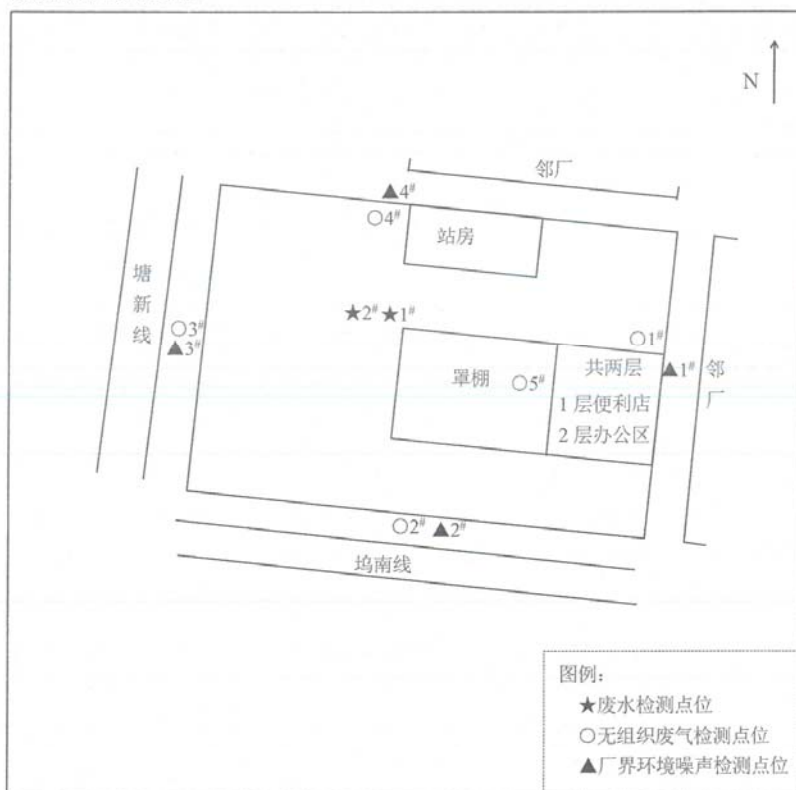 N
邻厂
▲4#
○4#
站房
塘新线
★2# ★1#
○3#
▲3#
○1#
罩棚
○5#
共两层
1 层便利店
2 层办公区
▲1#
邻厂
○2# ▲2#
坞南线
图例：
★废水检测点位
○无组织废气检测点位
▲厂界环境噪声检测点位